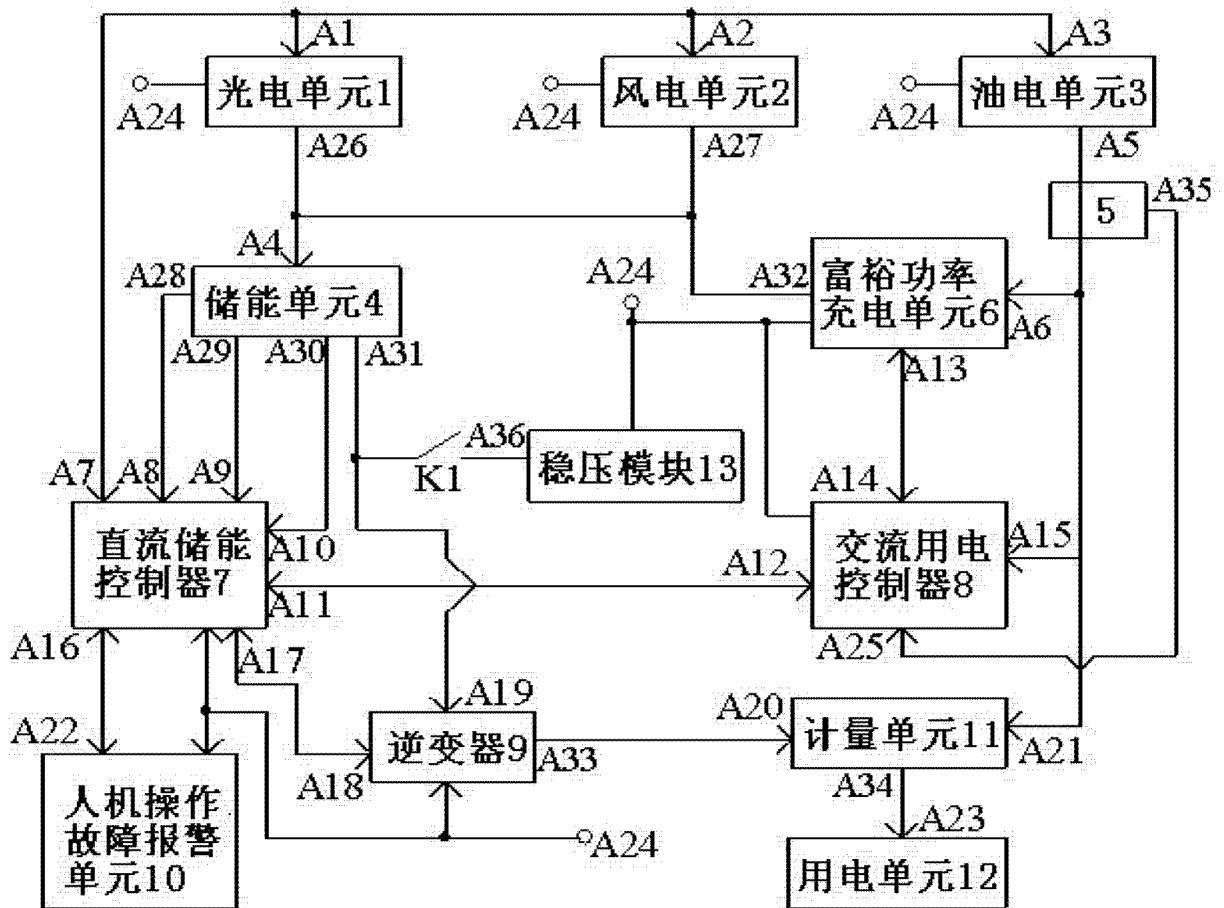 A1
A2
A3
光电单元1
风电单元2
油电单元3
A24
A24
A24
A26
A27
A5
A35
5
A4
A28
储能单元4
A24
A32
富裕功率
充电单元6
A6
A29
A30
A31
A13
A36
K1
稳压模块13
A7
A8
A9
A14
直流储能
控制器7
A10
A11
A12
交流用电
控制器8
A15
A16
A17
A25
A19
A20
A22
A18
逆变器9
A33
计量单元11
A21
A34
人机操作
故障报警
单元10
A24
A23
用电单元12